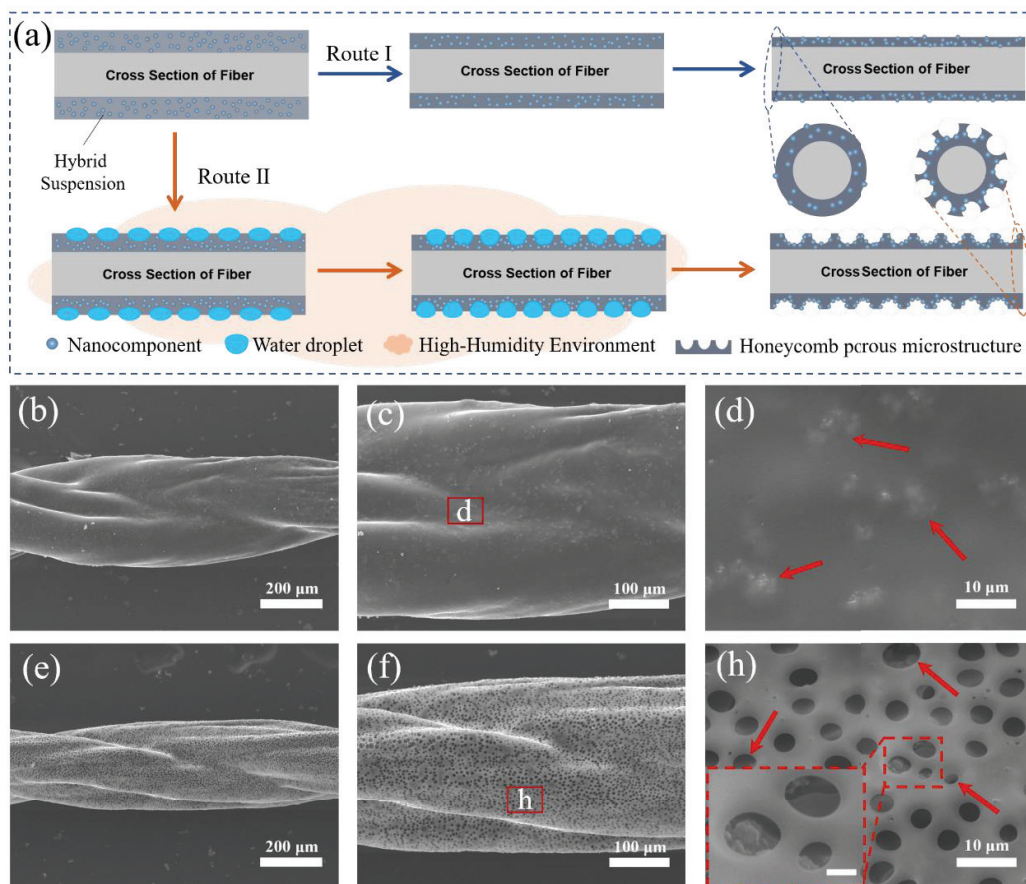 (a)
Cross Section of Fiber
Route I
Cross Section of Fiber
Cross Section of Fiber
Hybrid
Suspension
Route II
Cross Section of Fiber
Cross Section of Fiber
Cross Section of Fiber
Nanocomponent
Water droplet
High-Humidity Environment
Honeycomb porous microstructure
(b)
200 μm
(c)
d
100 μm
(d)
10 μm
(e)
200 μm
(f)
h
100 μm
(h)
10 μm